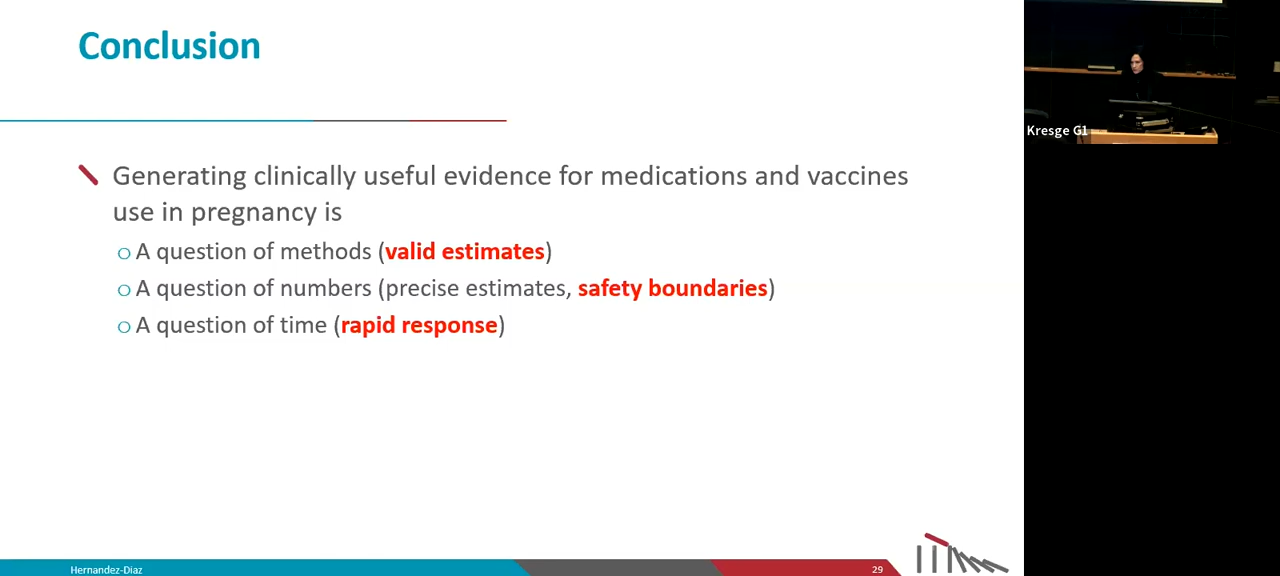 Conclusion
Generating clinically useful evidence for medications and vaccines
use in pregnancy is
o A question of methods (valid estimates)
o A question of numbers (precise estimates, safety boundaries)
o A question of time (rapid response)
Hernandez-Diaz
29
Kresge G1